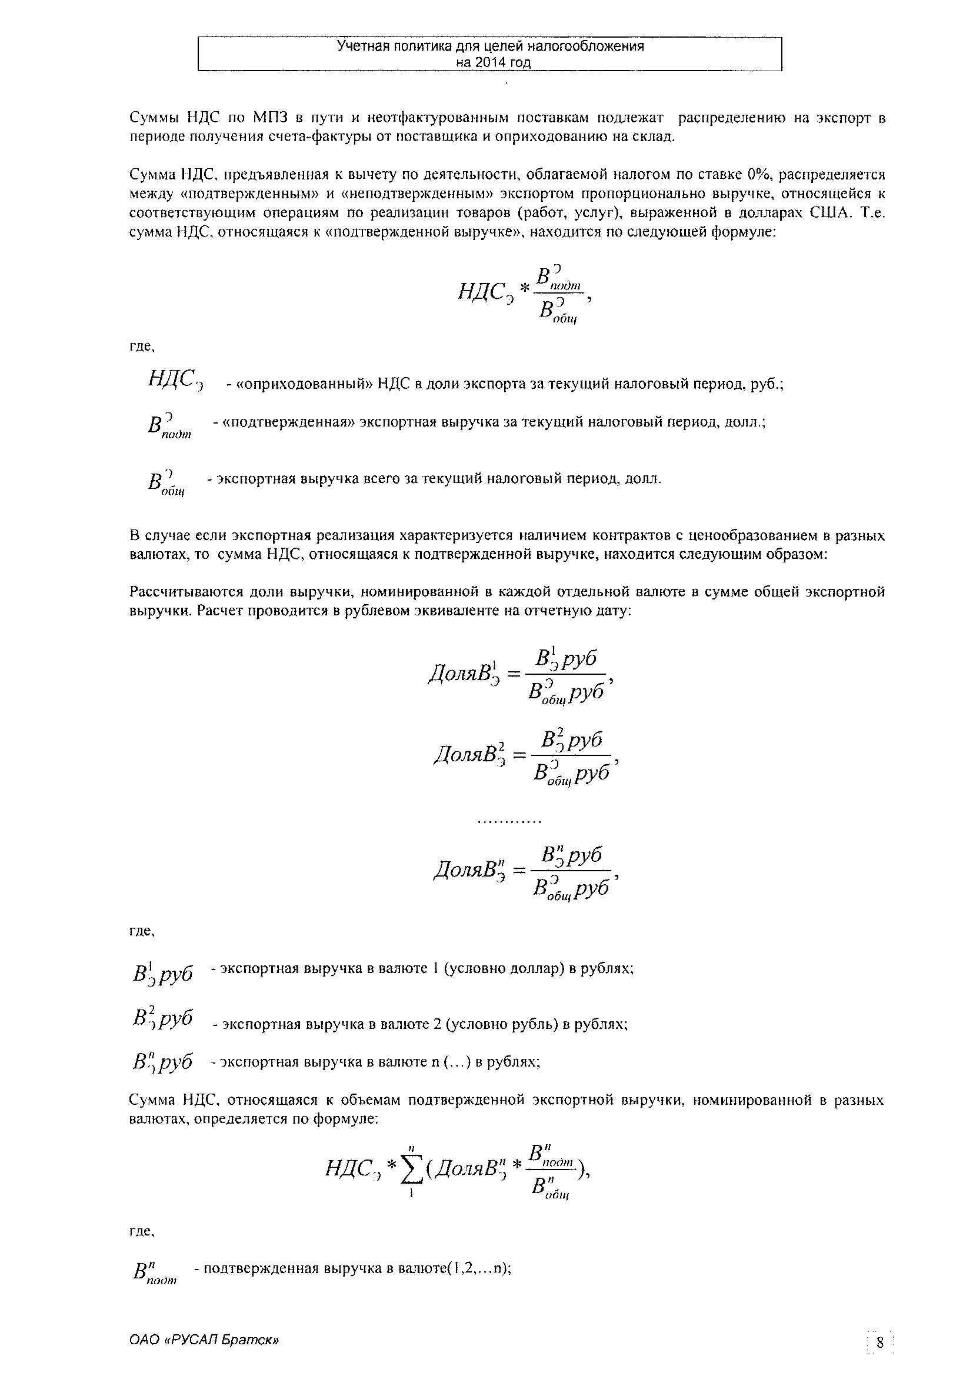 Учетная политика для целей налогообложения
на 2014 год
Суммы НДС по МПЗ в пути и неотфактурованным поставкам подлежат распределению на экспорт в
периоде получения счета-фактуры от поставщика и оприходованию на склад.
Сумма НДС, предъявленная к вычету по деятельности, облагаемой налогом по ставке 0%, распределяется
между «подтвержденным» и «неподтвержденным» экспортом пропорционально выручке, относящейся к
соответствующим операциям по реализации товаров (работ, услуг), выраженной в долларах США. Т.е.
сумма НДС, относящаяся к «подтвержденной выручке», находится по следующей формуле:
НДС_Э * В^Э_подт / В^Э_общ,
где,
НДС_Э - «оприходованный» НДС в доли экспорта за текущий налоговый период, руб.;
В^Э_подт - «подтвержденная» экспортная выручка за текущий налоговый период, долл.;
В^Э_общ - экспортная выручка всего за текущий налоговый период, долл.
В случае если экспортная реализация характеризуется наличием контрактов с ценообразованием в разных
валютах, то сумма НДС, относящаяся к подтвержденной выручке, находится следующим образом:
Рассчитываются доли выручки, номинированной в каждой отдельной валюте в сумме общей экспортной
выручки. Расчет проводится в рублевом эквиваленте на отчетную дату:
ДоляВ^1_Э = В^1_Э руб / В^Э_общ руб,
ДоляВ^2_Э = В^2_Э руб / В^Э_общ руб,
............
ДоляВ^n_Э = В^n_Э руб / В^Э_общ руб,
где,
В^1_Э руб - экспортная выручка в валюте 1 (условно доллар) в рублях;
В^2_Э руб - экспортная выручка в валюте 2 (условно рубль) в рублях;
В^n_Э руб - экспортная выручка в валюте n (…) в рублях;
Сумма НДС, относящаяся к объемам подтвержденной экспортной выручки, номинированной в разных
валютах, определяется по формуле:
НДС_Э * ∑_1^n (ДоляВ^n_Э * В^n_подт / В^n_общ),
где,
В^n_подт - подтвержденная выручка в валюте(1,2,…n);
ОАО «РУСАЛ Братск»
8